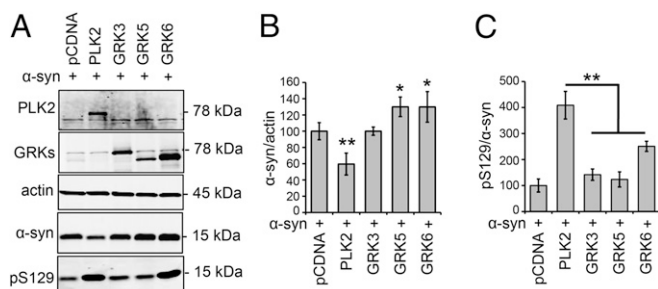 A
pCDNA
PLK2
GRK3
GRK5
GRK6
α-syn + + + + +
PLK2 78 kDa
GRKs 78 kDa
actin 45 kDa
α-syn 15 kDa
pS129 15 kDa
B
α-syn/actin
160
140
120
100
80
60
40
20
0
**
*
*
α-syn + + + + +
pCDNA
PLK2
GRK3
GRK5
GRK6
C
pS129/α-syn
500
400
300
200
100
**
α-syn + + + + +
pCDNA
PLK2
GRK3
GRK5
GRK6